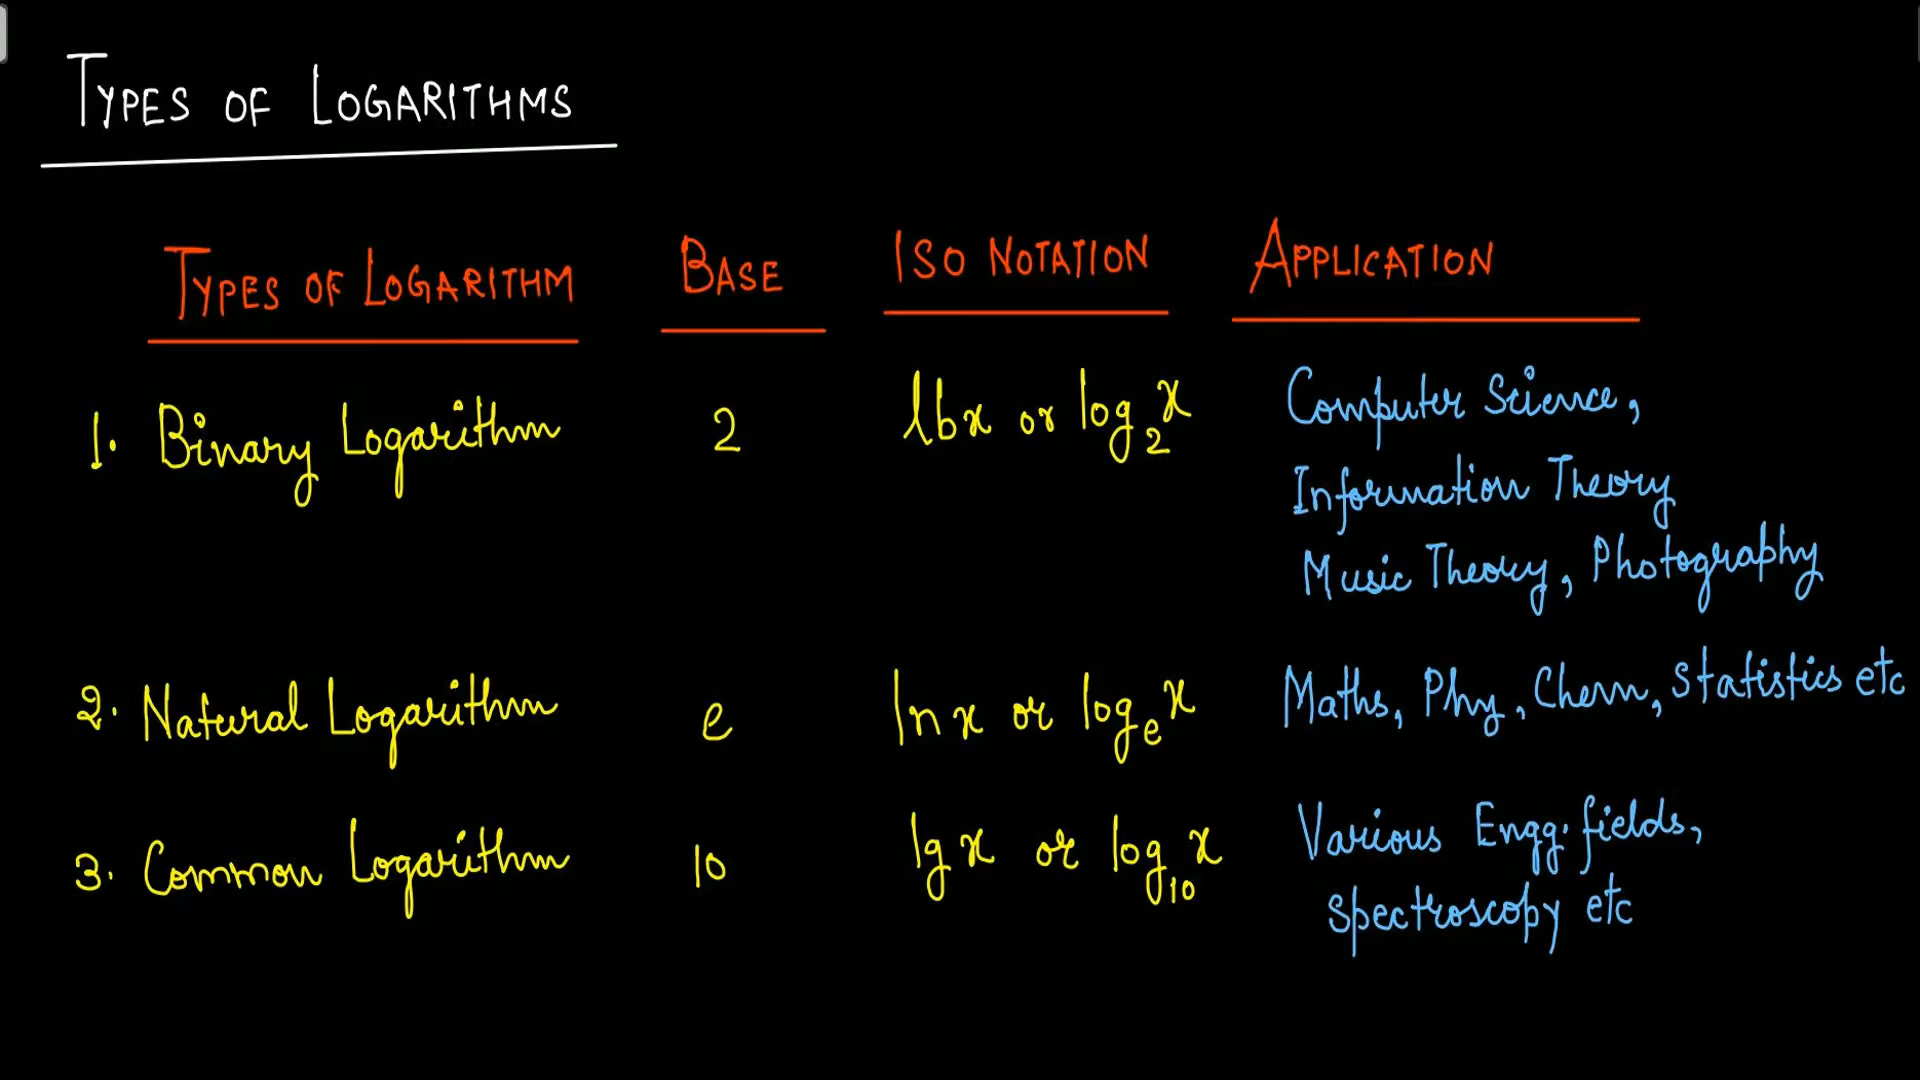 TYPES OF LOGARITHMS
TYPES OF LOGARITHM BASE ISO NOTATION APPLICATION
1. Binary Logarithm 2 lbx or log₂x Computer Science,
Information Theory
Music Theory, Photography
2. Natural Logarithm e lnx or logₑx Maths, Phy, Chem, Statistics etc
3. Common Logarithm 10 lgx or log₁₀x Various Engg. fields,
Spectroscopy etc